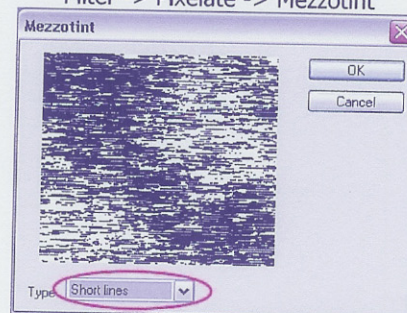 Filter -> Pixelate -> Mezzotint
Mezzotint
OK
Cancel
Type Short lines